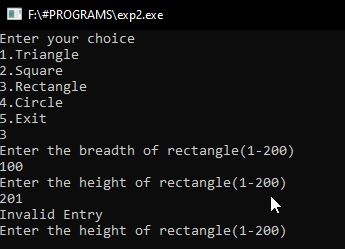 F:\#PROGRAMS\exp2.exe
Enter your choice
1.Triangle
2.Square
3.Rectangle
4.Circle
5.Exit
3
Enter the breadth of rectangle(1-200)
100
Enter the height of rectangle(1-200)
201
Invalid Entry
Enter the height of rectangle(1-200)